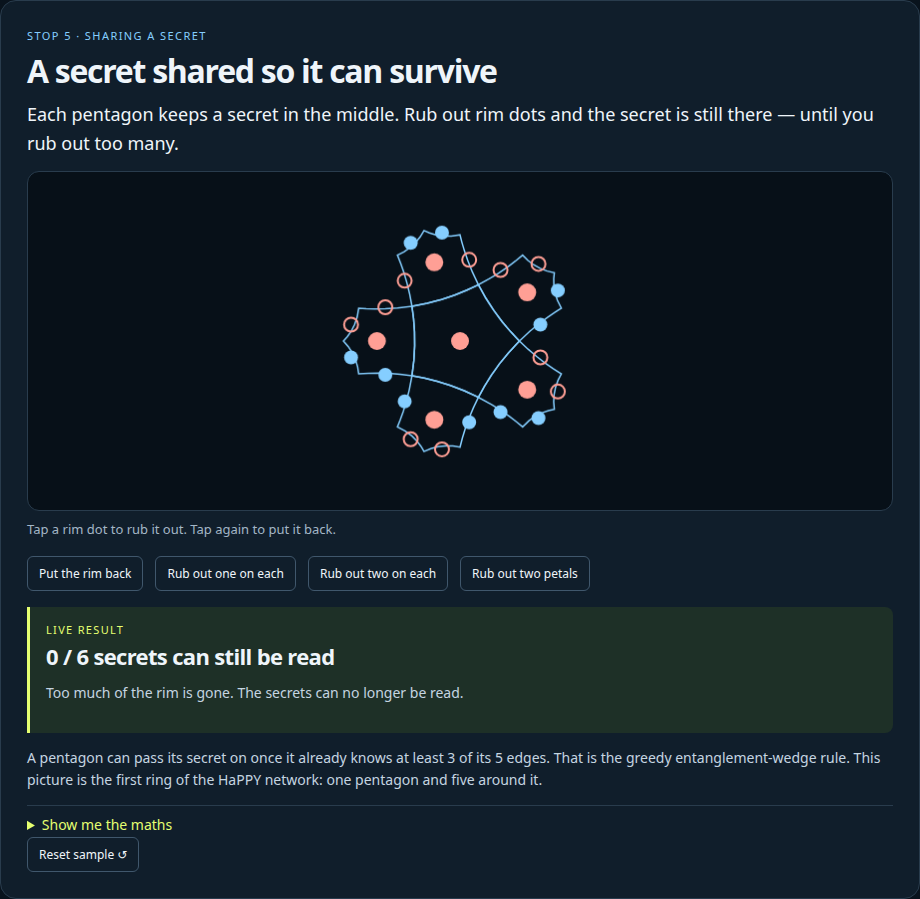 STOP 5 · SHARING A SECRET
A secret shared so it can survive
Each pentagon keeps a secret in the middle. Rub out rim dots and the secret is still there — until you
rub out too many.
Tap a rim dot to rub it out. Tap again to put it back.
Put the rim back
Rub out one on each
Rub out two on each
Rub out two petals
LIVE RESULT
0 / 6 secrets can still be read
Too much of the rim is gone. The secrets can no longer be read.
A pentagon can pass its secret on once it already knows at least 3 of its 5 edges. That is the greedy entanglement-wedge rule. This
picture is the first ring of the HaPPY network: one pentagon and five around it.
▶ Show me the maths
Reset sample ↺